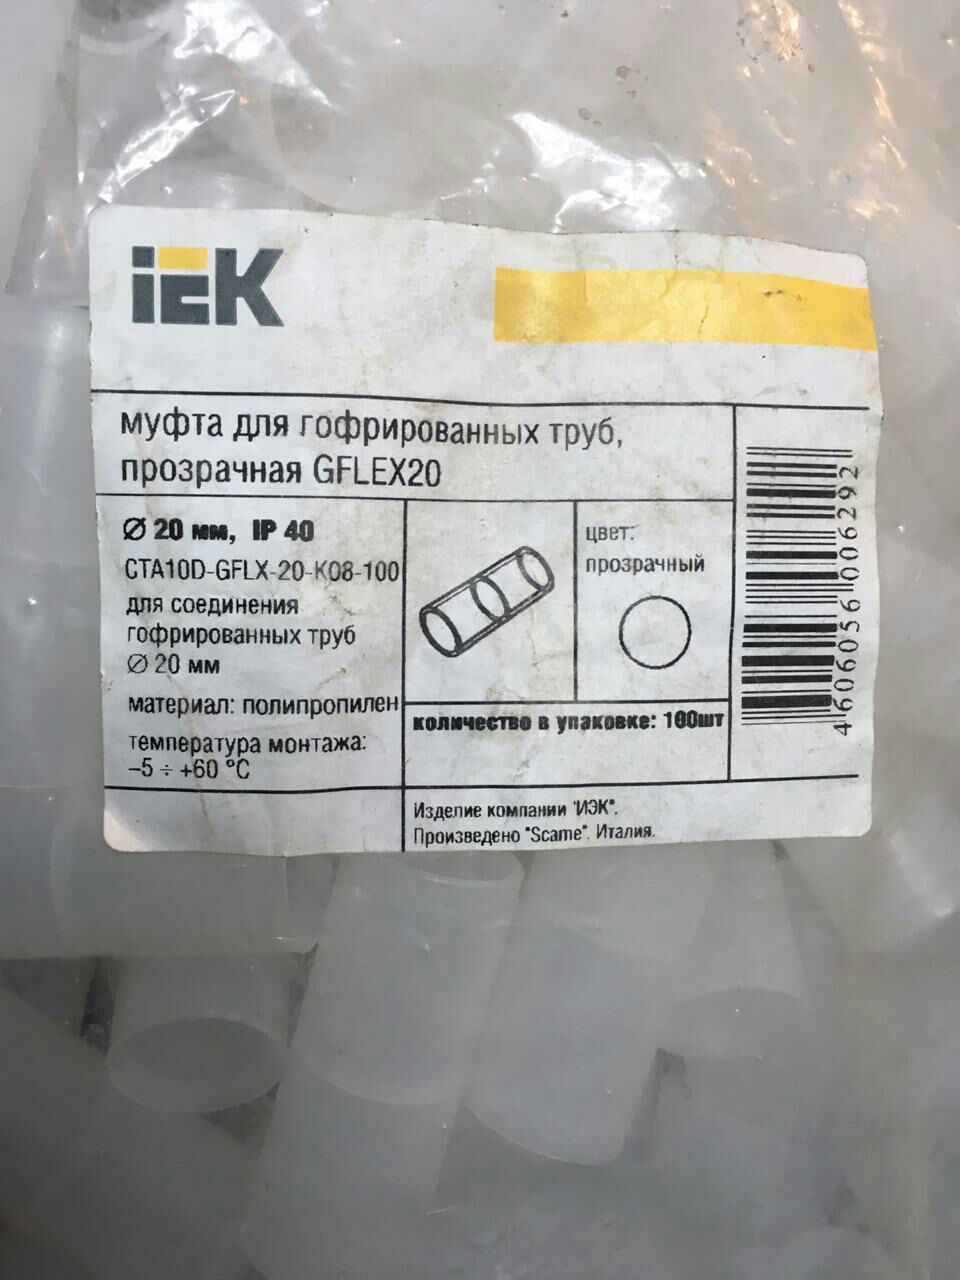 iEK
муфта для гофрированных труб,
прозрачная GFLEX20
Ø 20 мм, IP 40
CTA10D-GFLX-20-K08-100
для соединения
гофрированных труб
Ø 20 мм
материал: полипропилен
температура монтажа:
–5 ÷ +60 °C
цвет:
прозрачный
количество в упаковке: 100шт
Изделие компании "ИЭК".
Произведено "Scame". Италия.
4606056006292